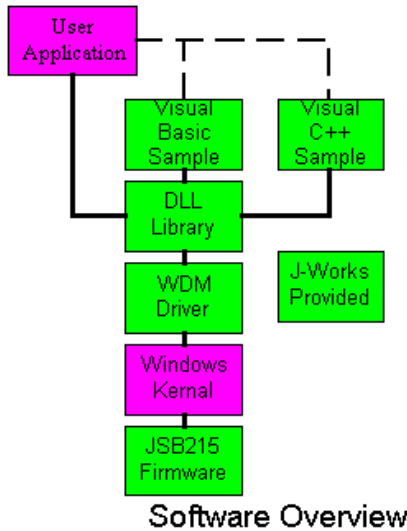 User
Application
Visual
Basic
Sample
Visual
C++
Sample
DLL
Library
WDM
Driver
J-Works
Provided
Windows
Kernal
JSB215
Firmware
Software Overview